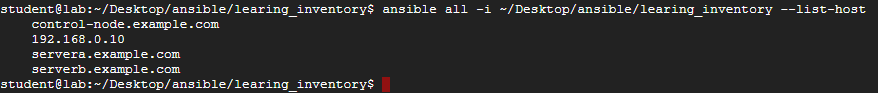 student@lab:~/Desktop/ansible/learing_inventory$ ansible all -i ~/Desktop/ansible/learing_inventory --list-host
control-node.example.com
192.168.0.10
servera.example.com
serverb.example.com
student@lab:~/Desktop/ansible/learing_inventory$